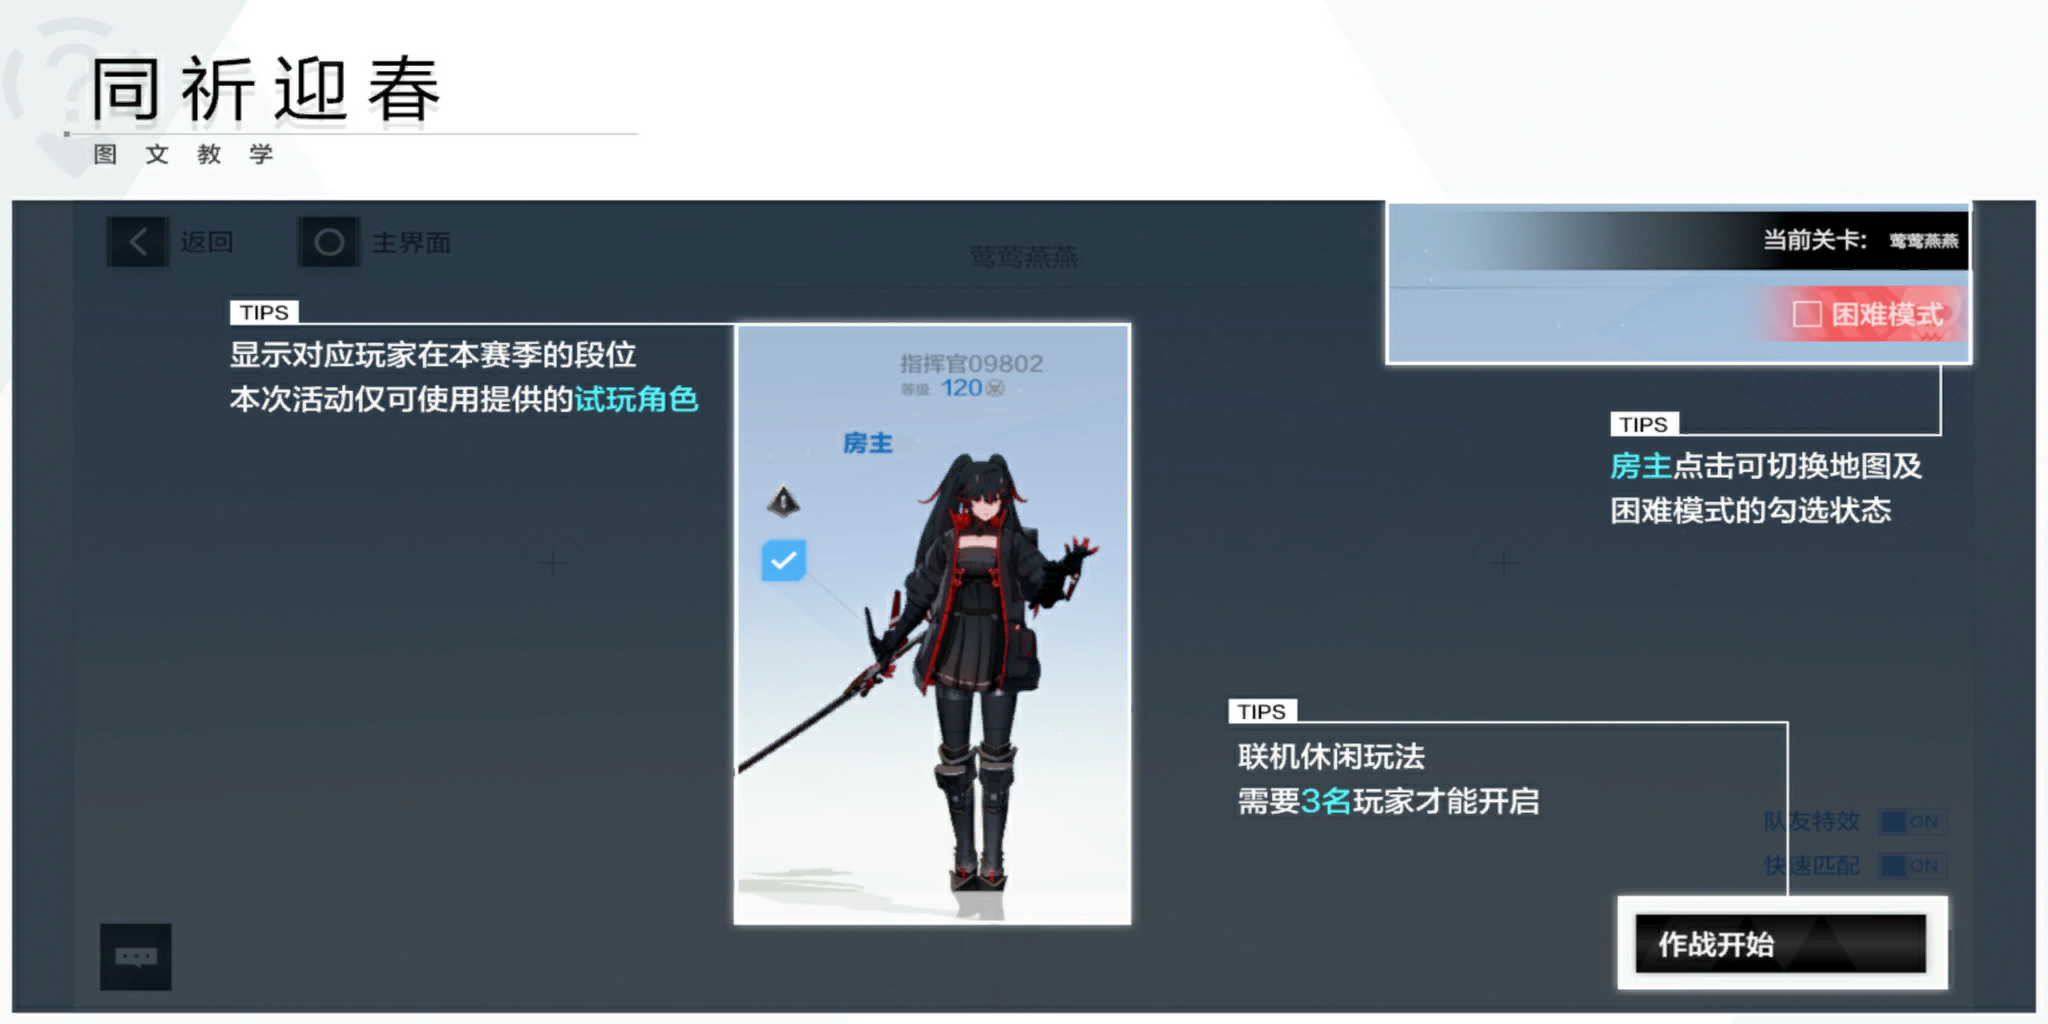 同祈迎春
图文教学
返回
主界面
莺莺燕燕
当前关卡: 莺莺燕燕
困难模式
TIPS
显示对应玩家在本赛季的段位
本次活动仅可使用提供的试玩角色
指挥官09802
等级 120
房主
TIPS
房主点击可切换地图及
困难模式的勾选状态
TIPS
联机休闲玩法
需要3名玩家才能开启
队友特效 ON
快速匹配 ON
作战开始